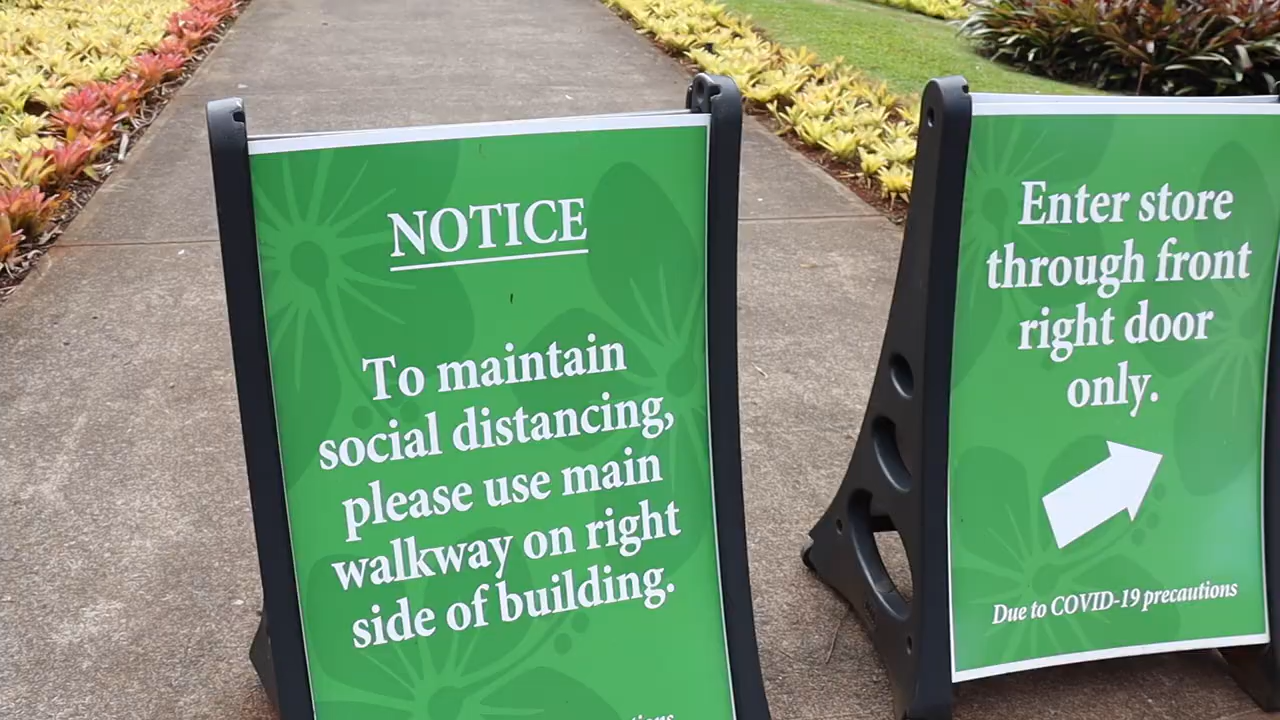 NOTICE
To maintain
social distancing,
please use main
walkway on right
side of building.
Enter store
through front
right door
only.
Due to COVID-19 precautions